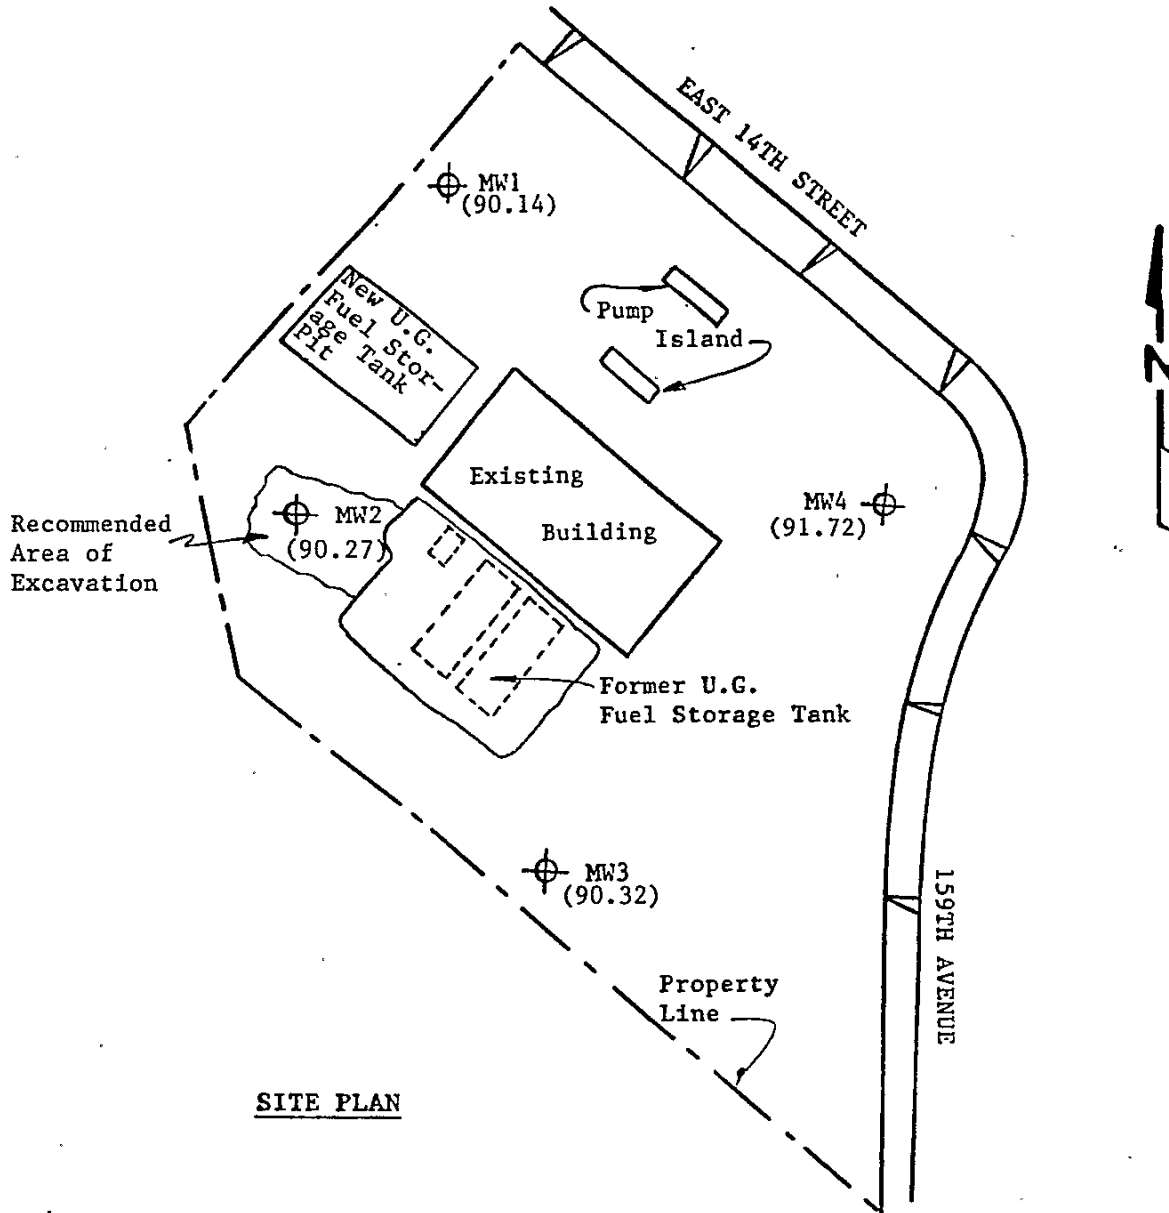 EAST 14TH STREET
MW1
(90.14)
New U.G.
Fuel Stor-
age Tank
Pit
Pump
Island
N
Existing
Building
MW4
(91.72)
MW2
(90.27)
Recommended
Area of
Excavation
Former U.G.
Fuel Storage Tank
MW3
(90.32)
159TH AVENUE
Property
Line
SITE PLAN